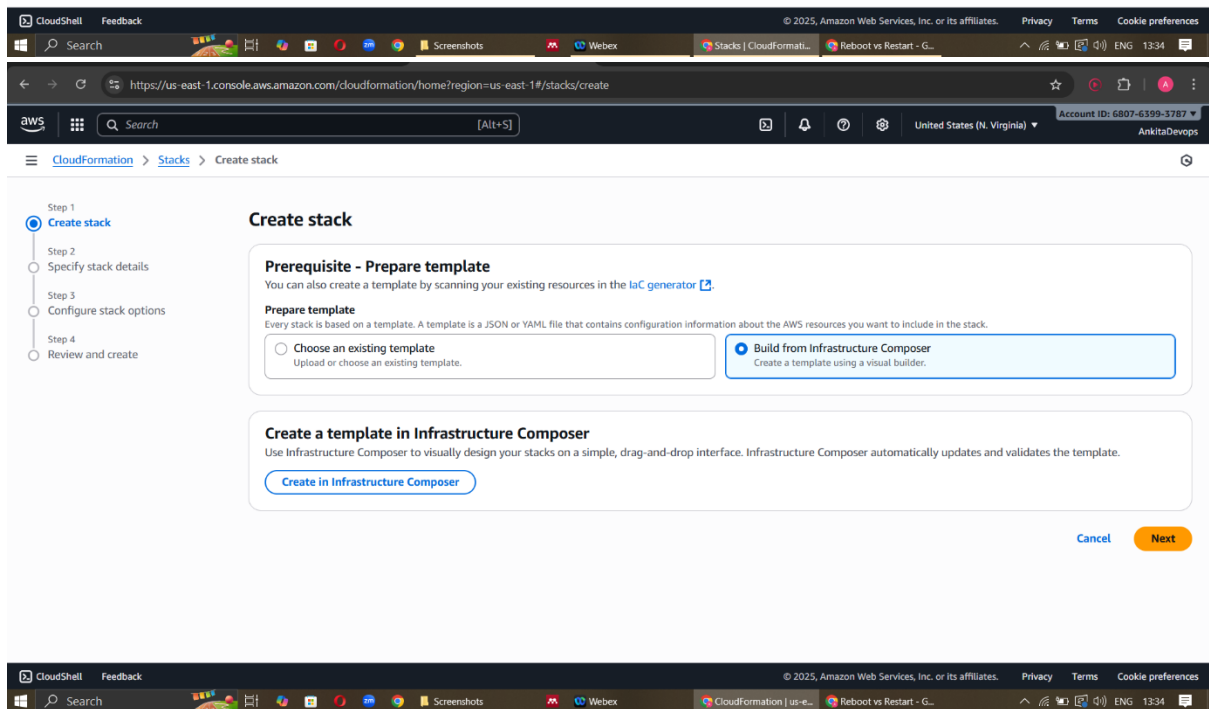 CloudShell Feedback © 2025, Amazon Web Services, Inc. or its affiliates. Privacy Terms Cookie preferences
Search zm Screenshots Webex Stacks | CloudFormati... Reboot vs Restart - G... ENG 13:34
https://us-east-1.console.aws.amazon.com/cloudformation/home?region=us-east-1#/stacks/create A
aws Search [Alt+S] United States (N. Virginia) ▼ Account ID: 6807-6399-3787 ▼
AnkitaDevops
CloudFormation > Stacks > Create stack
Step 1
Create stack
Step 2
Specify stack details
Step 3
Configure stack options
Step 4
Review and create
Create stack
Prerequisite - Prepare template
You can also create a template by scanning your existing resources in the IaC generator.
Prepare template
Every stack is based on a template. A template is a JSON or YAML file that contains configuration information about the AWS resources you want to include in the stack.
Choose an existing template
Upload or choose an existing template.
Build from Infrastructure Composer
Create a template using a visual builder.
Create a template in Infrastructure Composer
Use Infrastructure Composer to visually design your stacks on a simple, drag-and-drop interface. Infrastructure Composer automatically updates and validates the template.
Create in Infrastructure Composer
Cancel Next
CloudShell Feedback © 2025, Amazon Web Services, Inc. or its affiliates. Privacy Terms Cookie preferences
Search zm Screenshots Webex CloudFormation | us-e... Reboot vs Restart - G... ENG 13:34